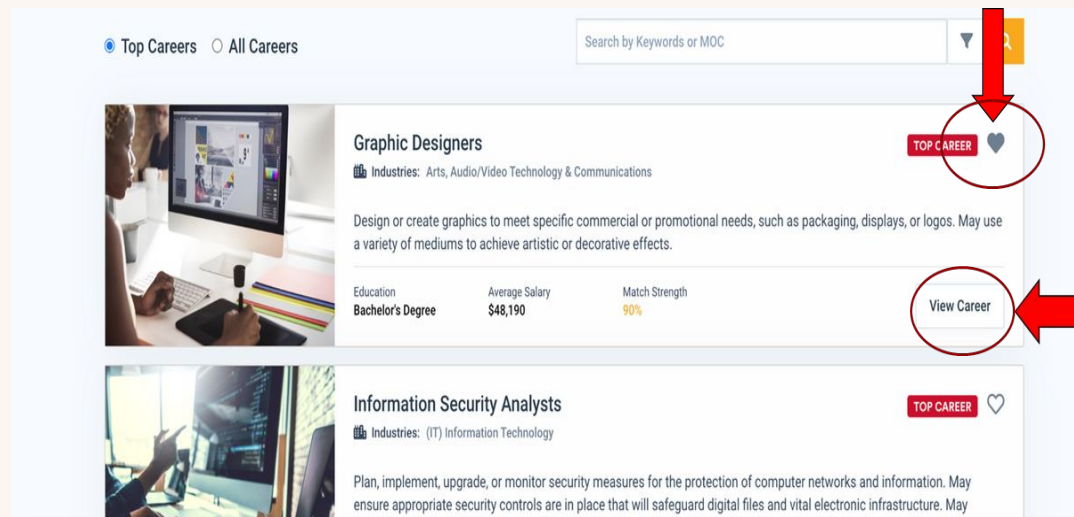 Top Careers
All Careers
Search by Keywords or MOC
Graphic Designers
TOP CAREER
Industries: Arts, Audio/Video Technology & Communications
Design or create graphics to meet specific commercial or promotional needs, such as packaging, displays, or logos. May use
a variety of mediums to achieve artistic or decorative effects.
Education
Average Salary
Match Strength
Bachelor's Degree
$48,190
90%
View Career
Information Security Analysts
TOP CAREER
Industries: (IT) Information Technology
Plan, implement, upgrade, or monitor security measures for the protection of computer networks and information. May
ensure appropriate security controls are in place that will safeguard digital files and vital electronic infrastructure. May